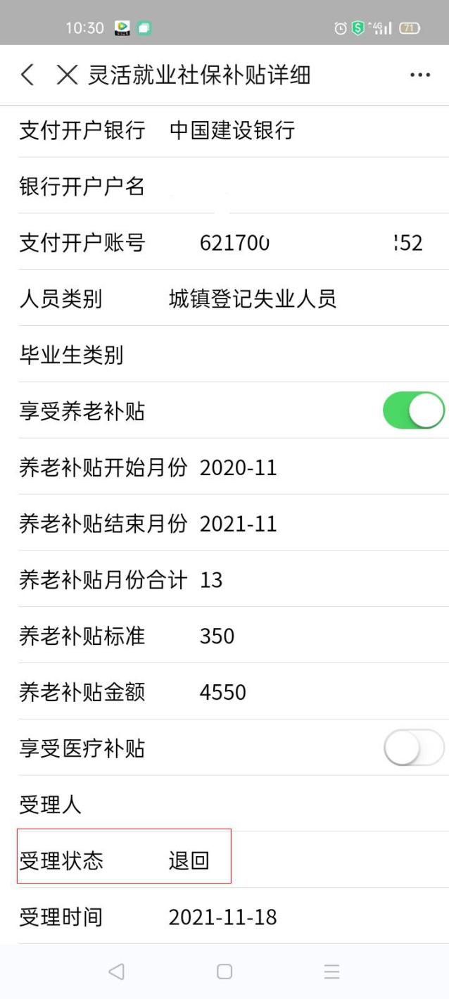 10:30 4G 71
灵活就业社保补贴详细
支付开户银行 中国建设银行
银行开户户名
支付开户账号 621700 52
人员类别 城镇登记失业人员
毕业生类别
享受养老补贴
养老补贴开始月份 2020-11
养老补贴结束月份 2021-11
养老补贴月份合计 13
养老补贴标准 350
养老补贴金额 4550
享受医疗补贴
受理人
受理状态 退回
受理时间 2021-11-18